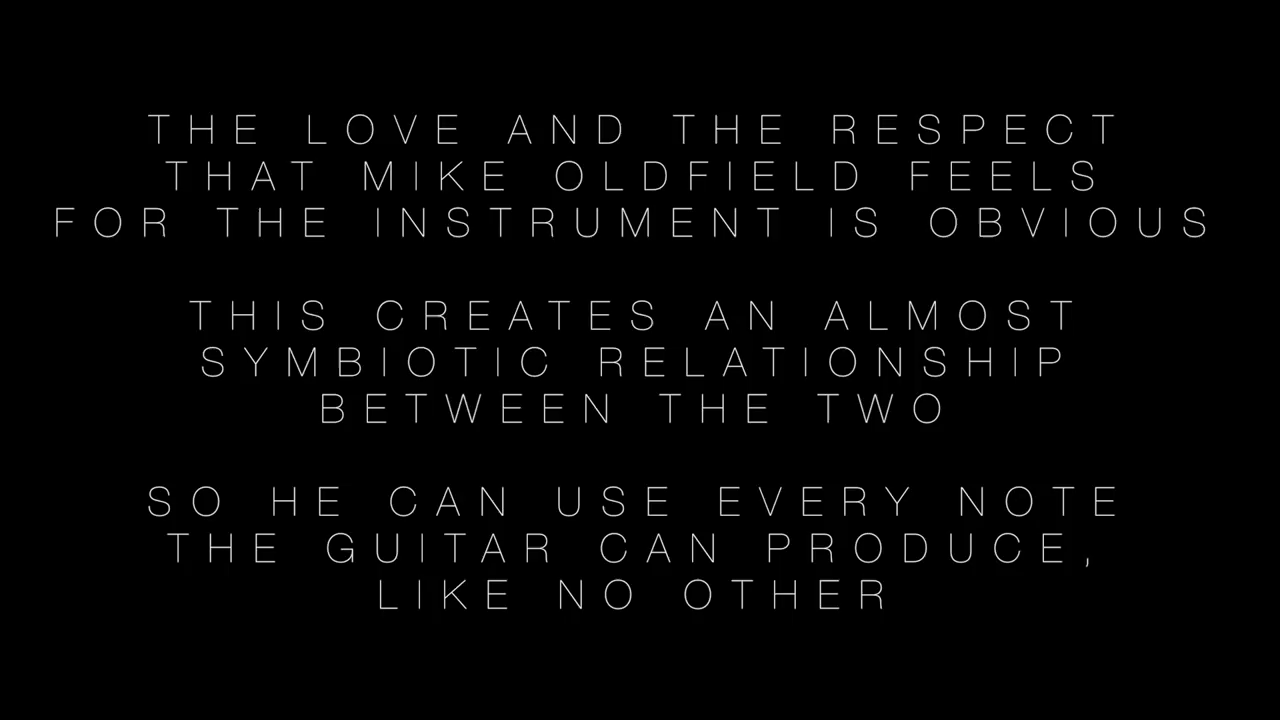 THE LOVE AND THE RESPECT
THAT MIKE OLDFIELD FEELS
FOR THE INSTRUMENT IS OBVIOUS
THIS CREATES AN ALMOST
SYMBIOTIC RELATIONSHIP
BETWEEN THE TWO
SO HE CAN USE EVERY NOTE
THE GUITAR CAN PRODUCE,
LIKE NO OTHER